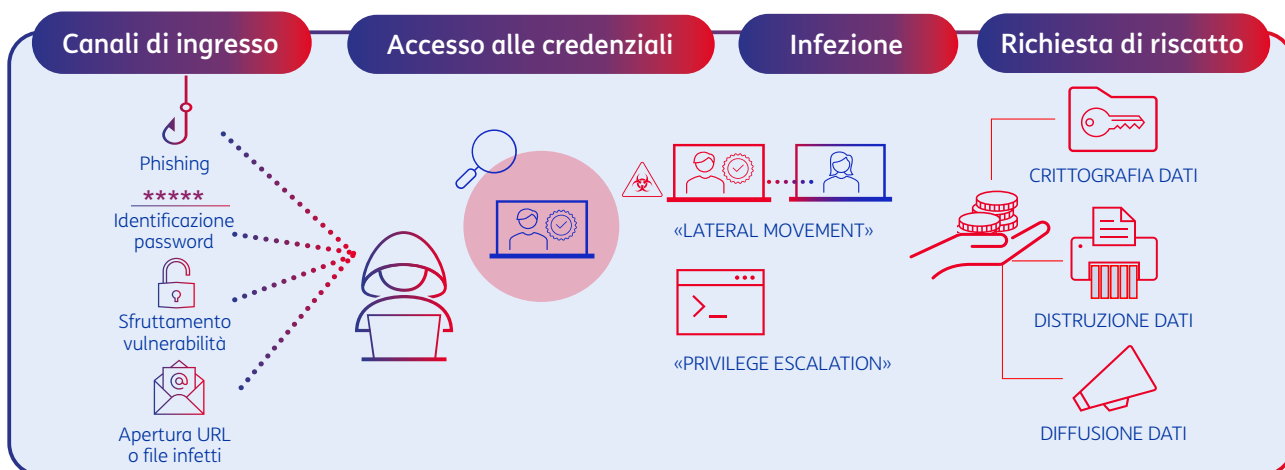 Canali di ingresso
Accesso alle credenziali
Infezione
Richiesta di riscatto
Phishing
*****
Identificazione
password
Sfruttamento
vulnerabilità
@
Apertura URL
o file infetti
«LATERAL MOVEMENT»
>_
«PRIVILEGE ESCALATION»
CRITTOGRAFIA DATI
DISTRUZIONE DATI
DIFFUSIONE DATI